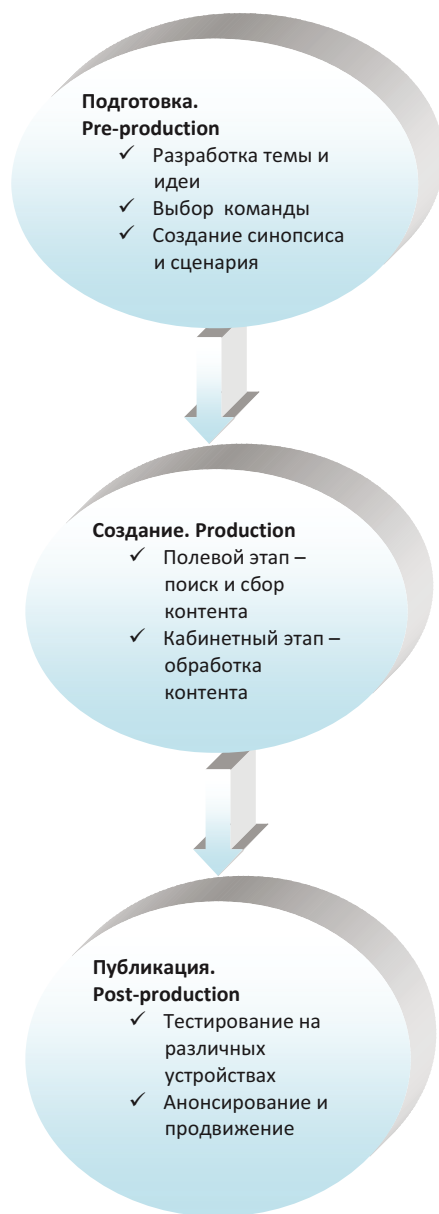 Подготовка.
Pre-production
✓ Разработка темы и
идеи
✓ Выбор команды
✓ Создание синопсиса
и сценария
Создание. Production
✓ Полевой этап –
поиск и сбор
контента
✓ Кабинетный этап –
обработка
контента
Публикация.
Post-production
✓ Тестирование на
различных
устройствах
✓ Анонсирование и
продвижение